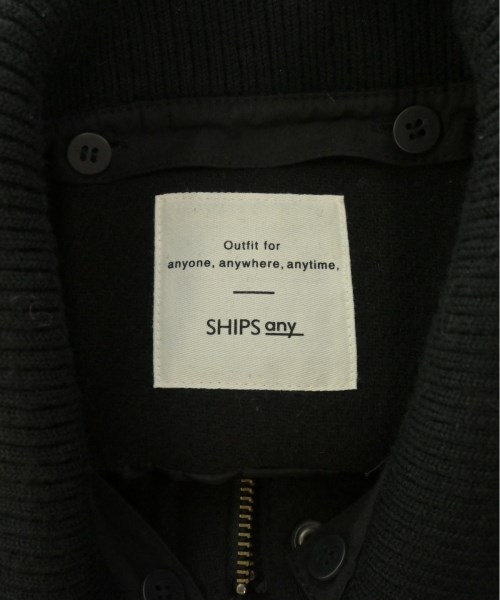 Outfit for
anyone, anywhere, anytime,
SHIPS any